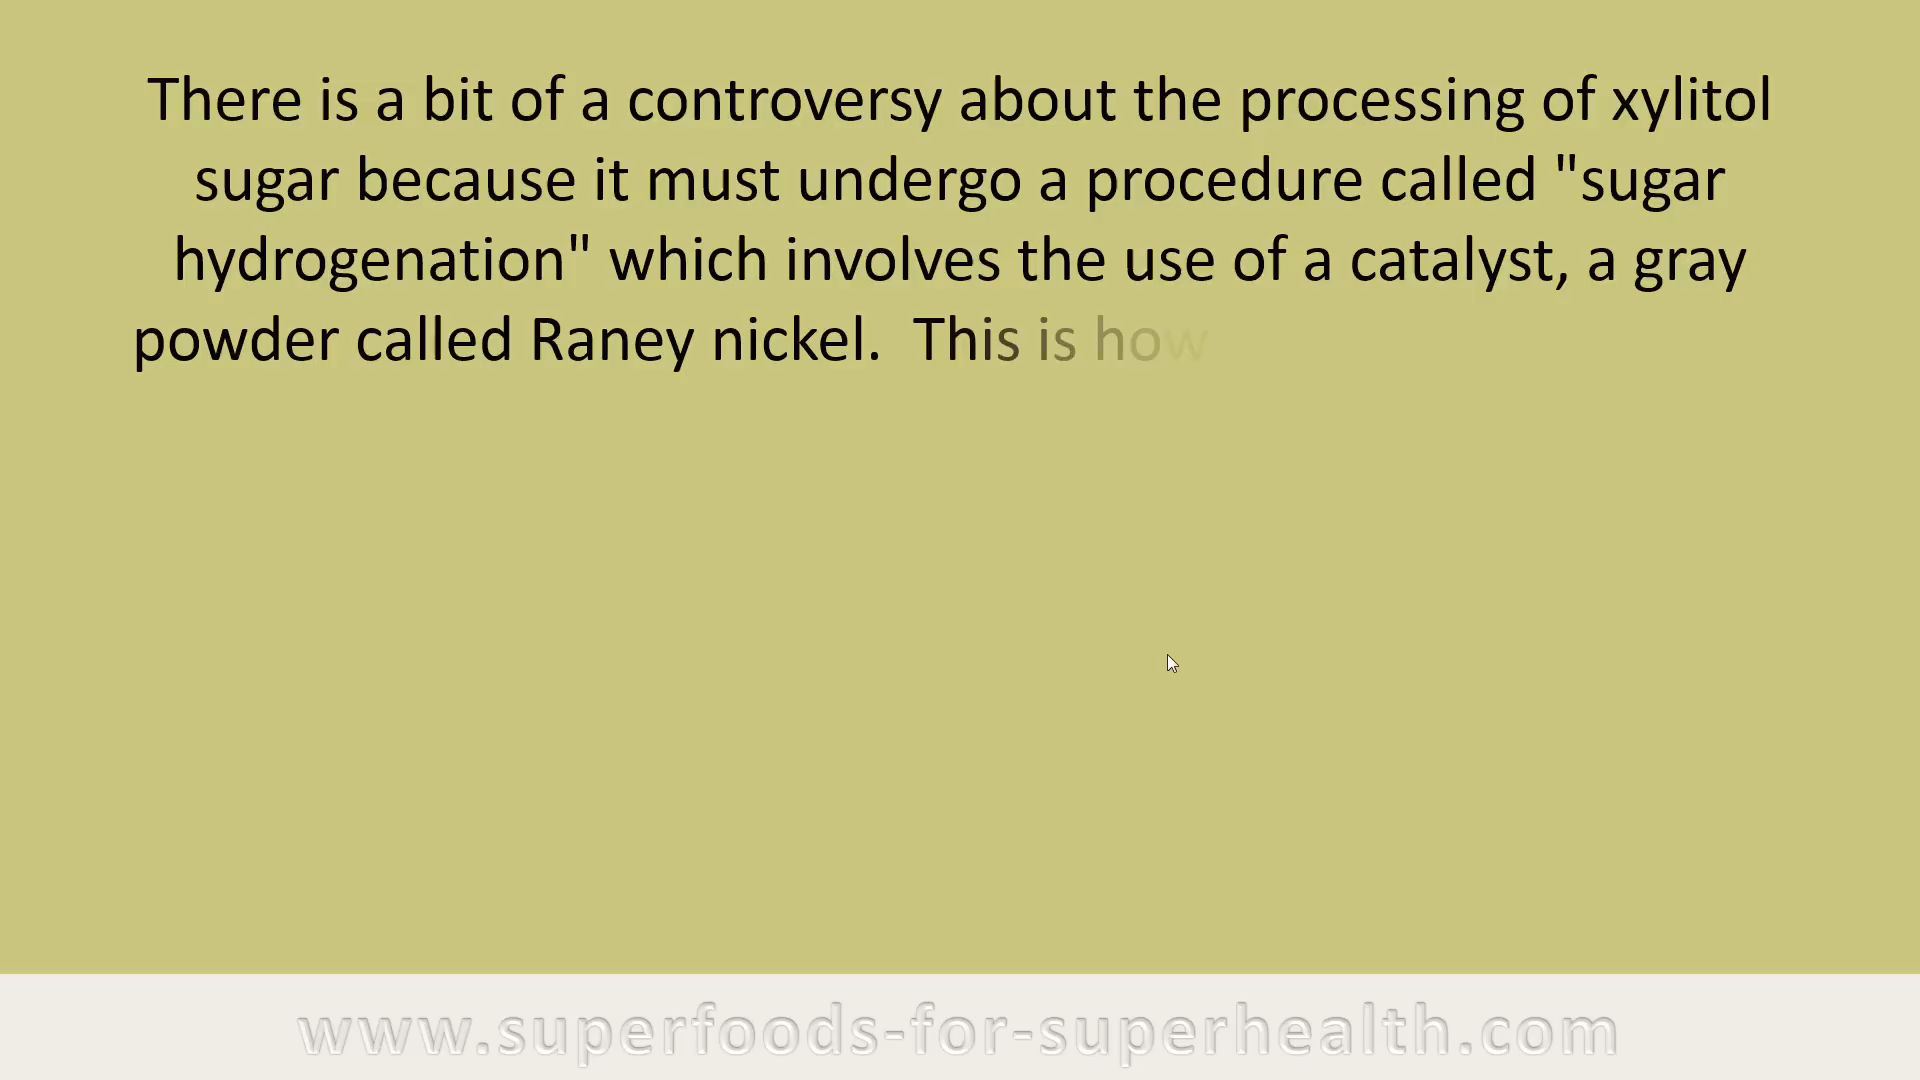 There is a bit of a controversy about the processing of xylitol
sugar because it must undergo a procedure called "sugar
hydrogenation" which involves the use of a catalyst, a gray
powder called Raney nickel.  This is how
www.superfoods-for-superhealth.com